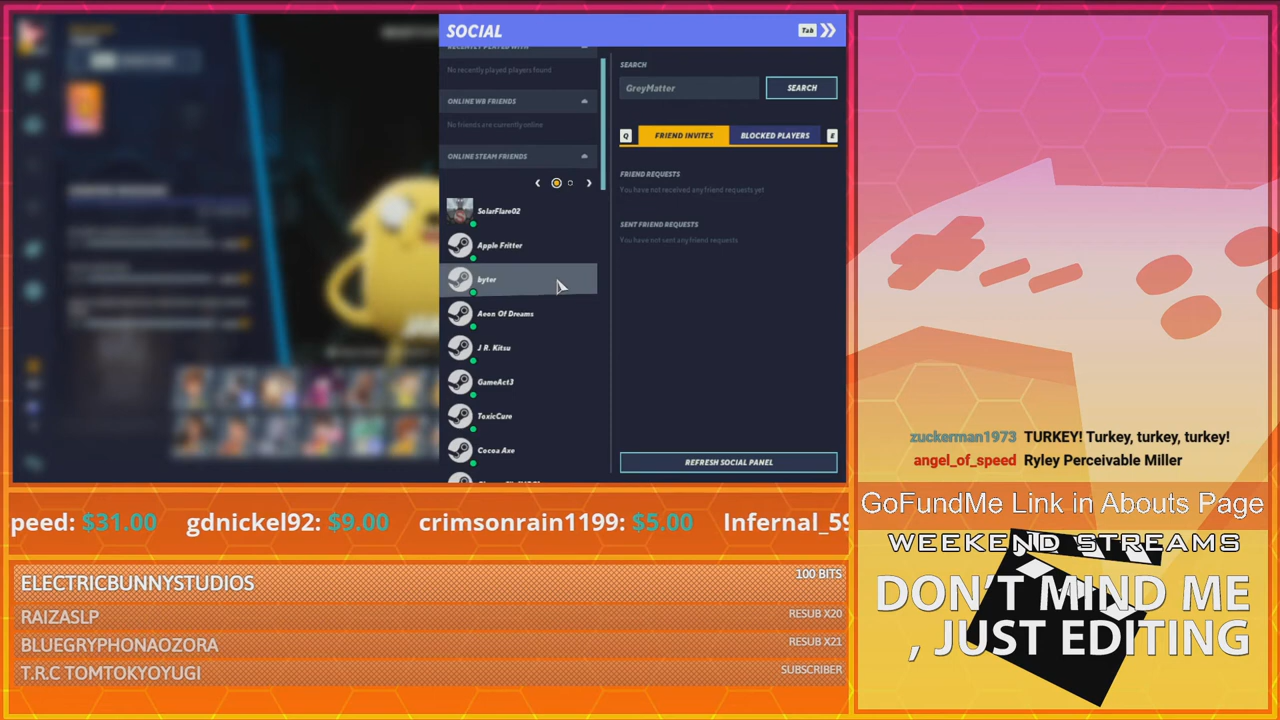 SOCIAL
Tab
RECENTLY PLAYED WITH
No recently played players found
ONLINE WB FRIENDS
No friends are currently online
ONLINE STEAM FRIENDS
SolarFlare02
Apple Fritter
byter
Aeon Of Dreams
J R. Kitsu
GameAct3
ToxicCure
Cocoa Axe
SEARCH
GreyMatter
SEARCH
Q
FRIEND INVITES
BLOCKED PLAYERS
E
FRIEND REQUESTS
You have not received any friend requests yet
SENT FRIEND REQUESTS
You have not sent any friend requests
REFRESH SOCIAL PANEL
zuckerman1973 TURKEY! Turkey, turkey, turkey!
angel_of_speed Ryley Perceivable Miller
GoFundMe Link in Abouts Page
WEEKEND STREAMS
DON'T MIND ME
, JUST EDITING
peed: $31.00 gdnickel92: $9.00 crimsonrain1199: $5.00 Infernal_59
ELECTRICBUNNYSTUDIOS 100 BITS
RAIZASLP RESUB X20
BLUEGRYPHONAOZORA RESUB X21
T.R.C TOMTOKYOYUGI SUBSCRIBER